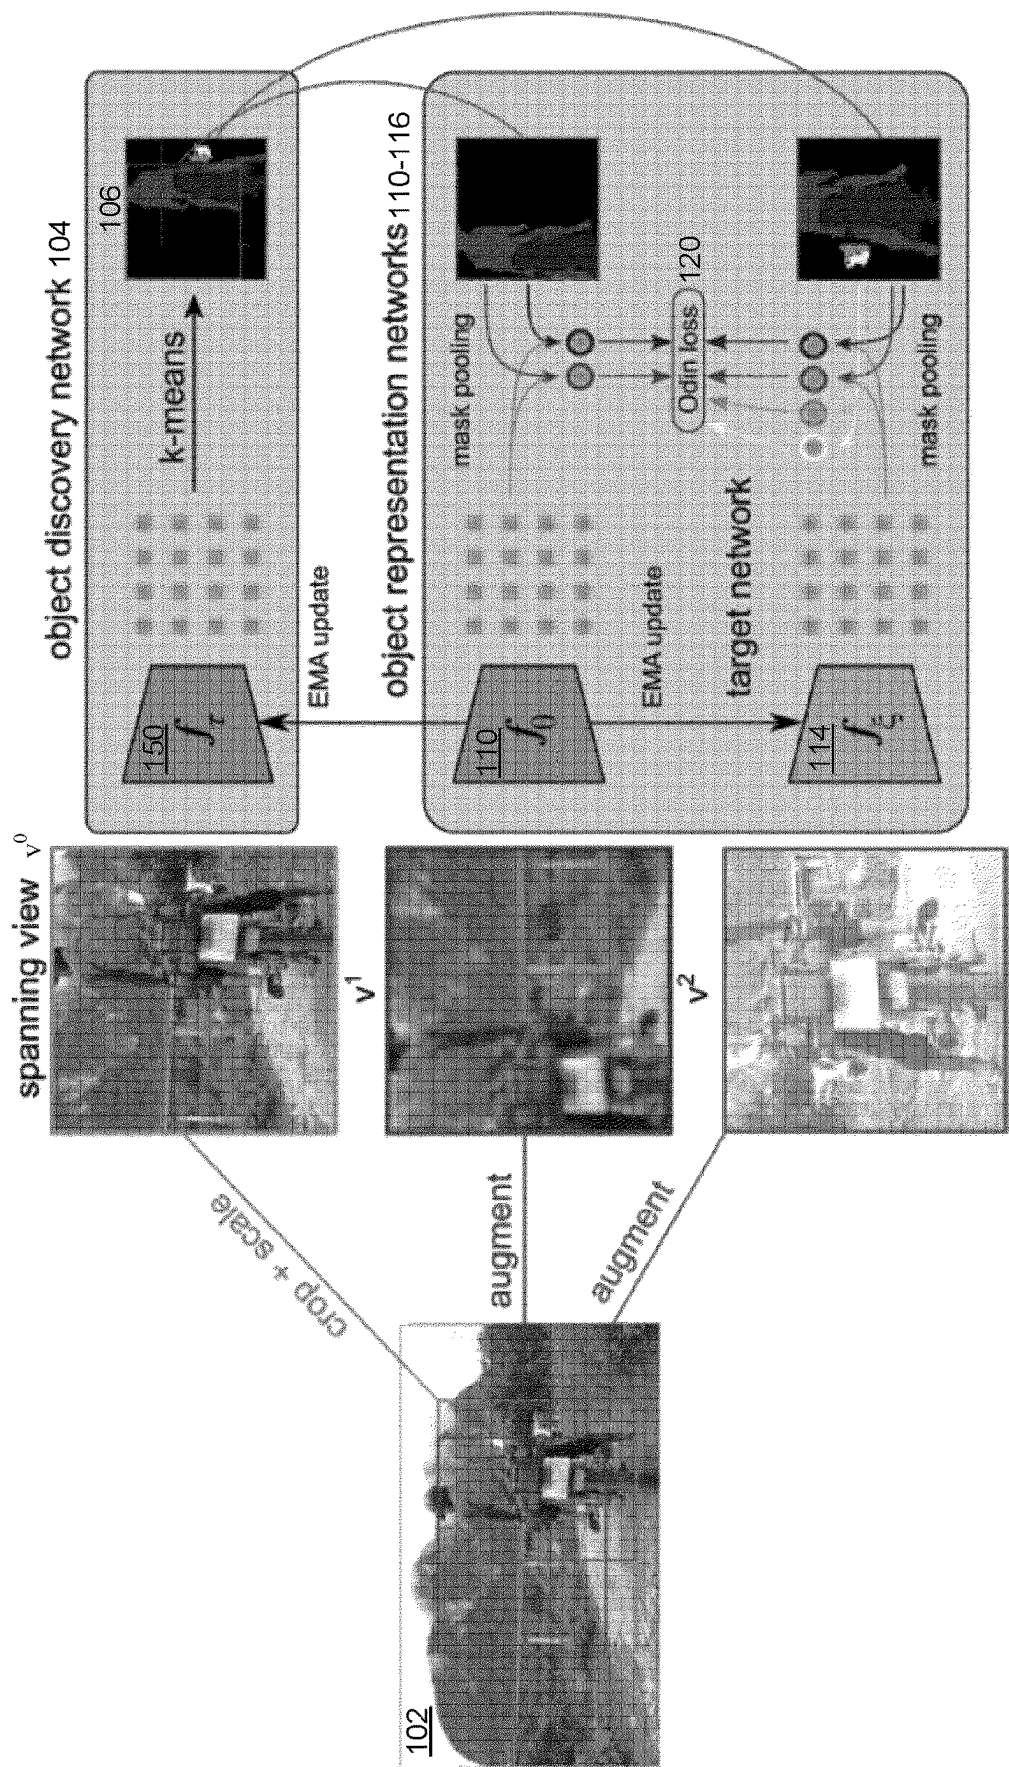 102
crop + scale
augment
augment
spanning view v⁰
v¹
v²
object discovery network 104
150
f_τ
k-means
106
EMA update
object representation networks110-116
110
f_θ
mask pooling
EMA update
Odin loss
120
target network
114
f_ξ
mask pooling